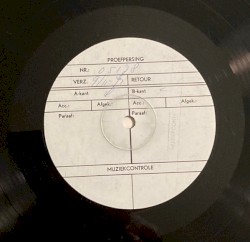 PROEFPERSING
NR.:
VERZ. RETOUR
A-kant. B-kant.
Acc.: Afgek.: Acc.: Afgek.:
Paraaf: Paraaf:
MUZIEKCONTROLE